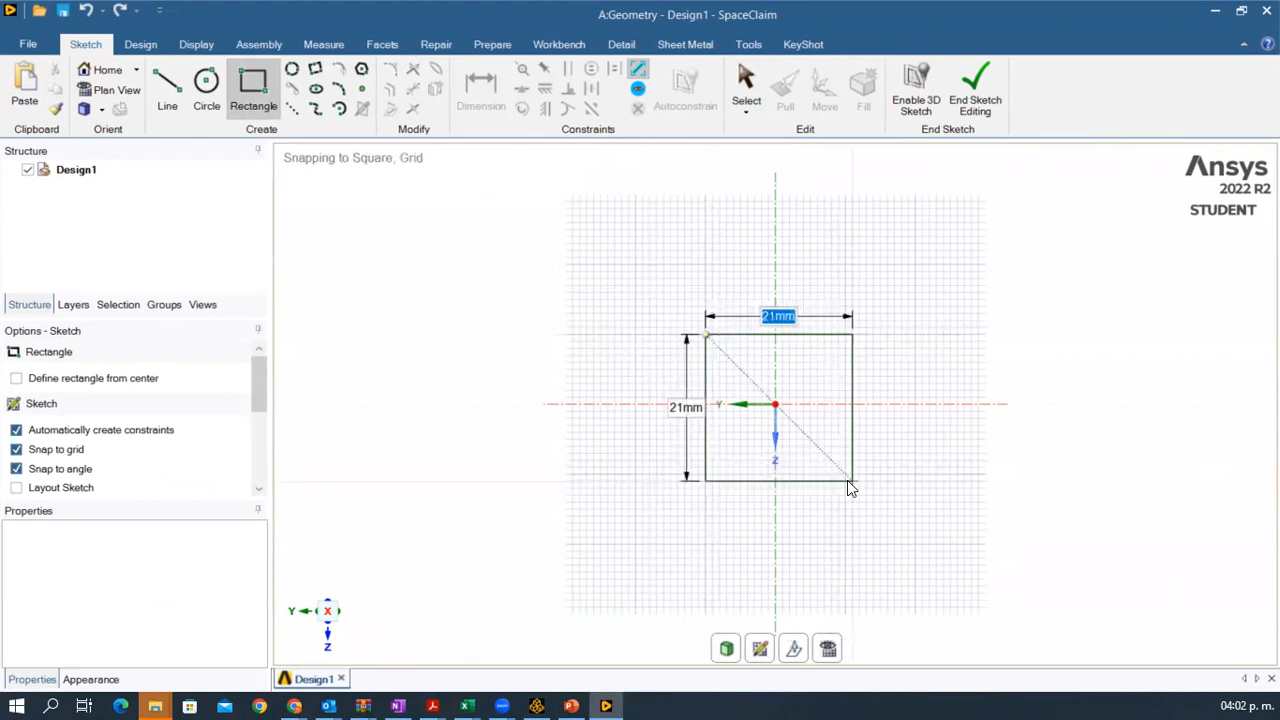 A:Geometry - Design1 - SpaceClaim
File Sketch Design Display Assembly Measure Facets Repair Prepare Workbench Detail Sheet Metal Tools KeyShot
Paste
Home
Plan View
Line
Circle
Rectangle
Dimension
Autoconstrain
Select
Pull
Move
Fill
Enable 3D
Sketch
End Sketch
Editing
Clipboard Orient Create Modify Constraints Edit End Sketch
Structure
Design1
Snapping to Square, Grid
Ansys
2022 R2
STUDENT
Structure Layers Selection Groups Views
Options - Sketch
Rectangle
Define rectangle from center
Sketch
Automatically create constraints
Snap to grid
Snap to angle
Layout Sketch
21mm
21mm
Y
Z
Properties
Y X
Z
Properties Appearance
Design1
04:02 p. m.